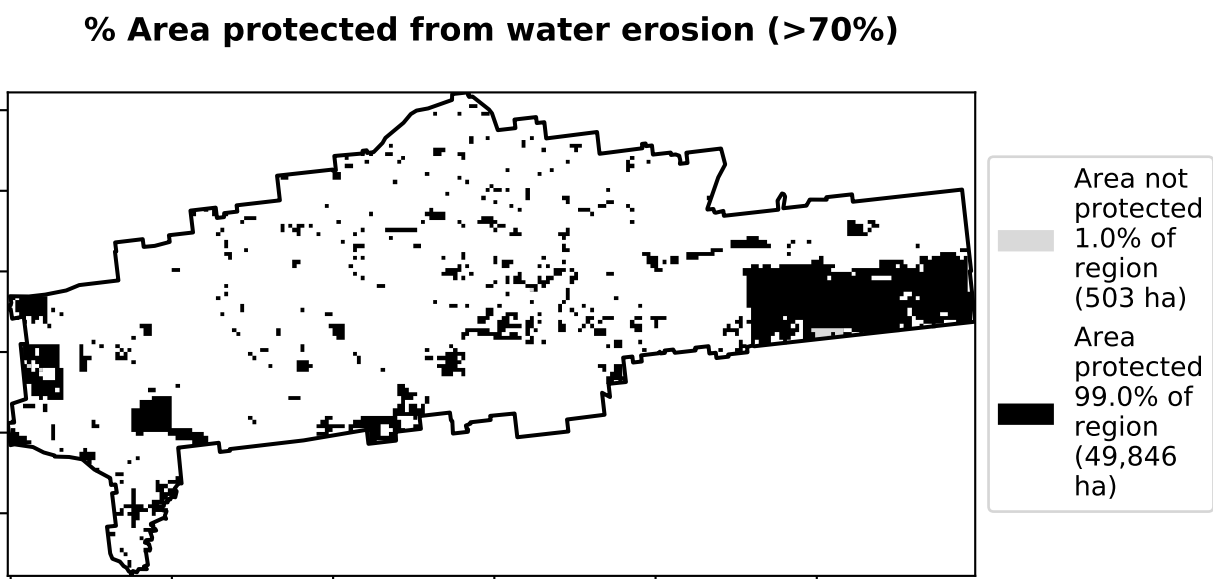 % Area protected from water erosion (>70%)
Area not
protected
1.0% of
region
(503 ha)
Area
protected
99.0% of
region
(49,846
ha)